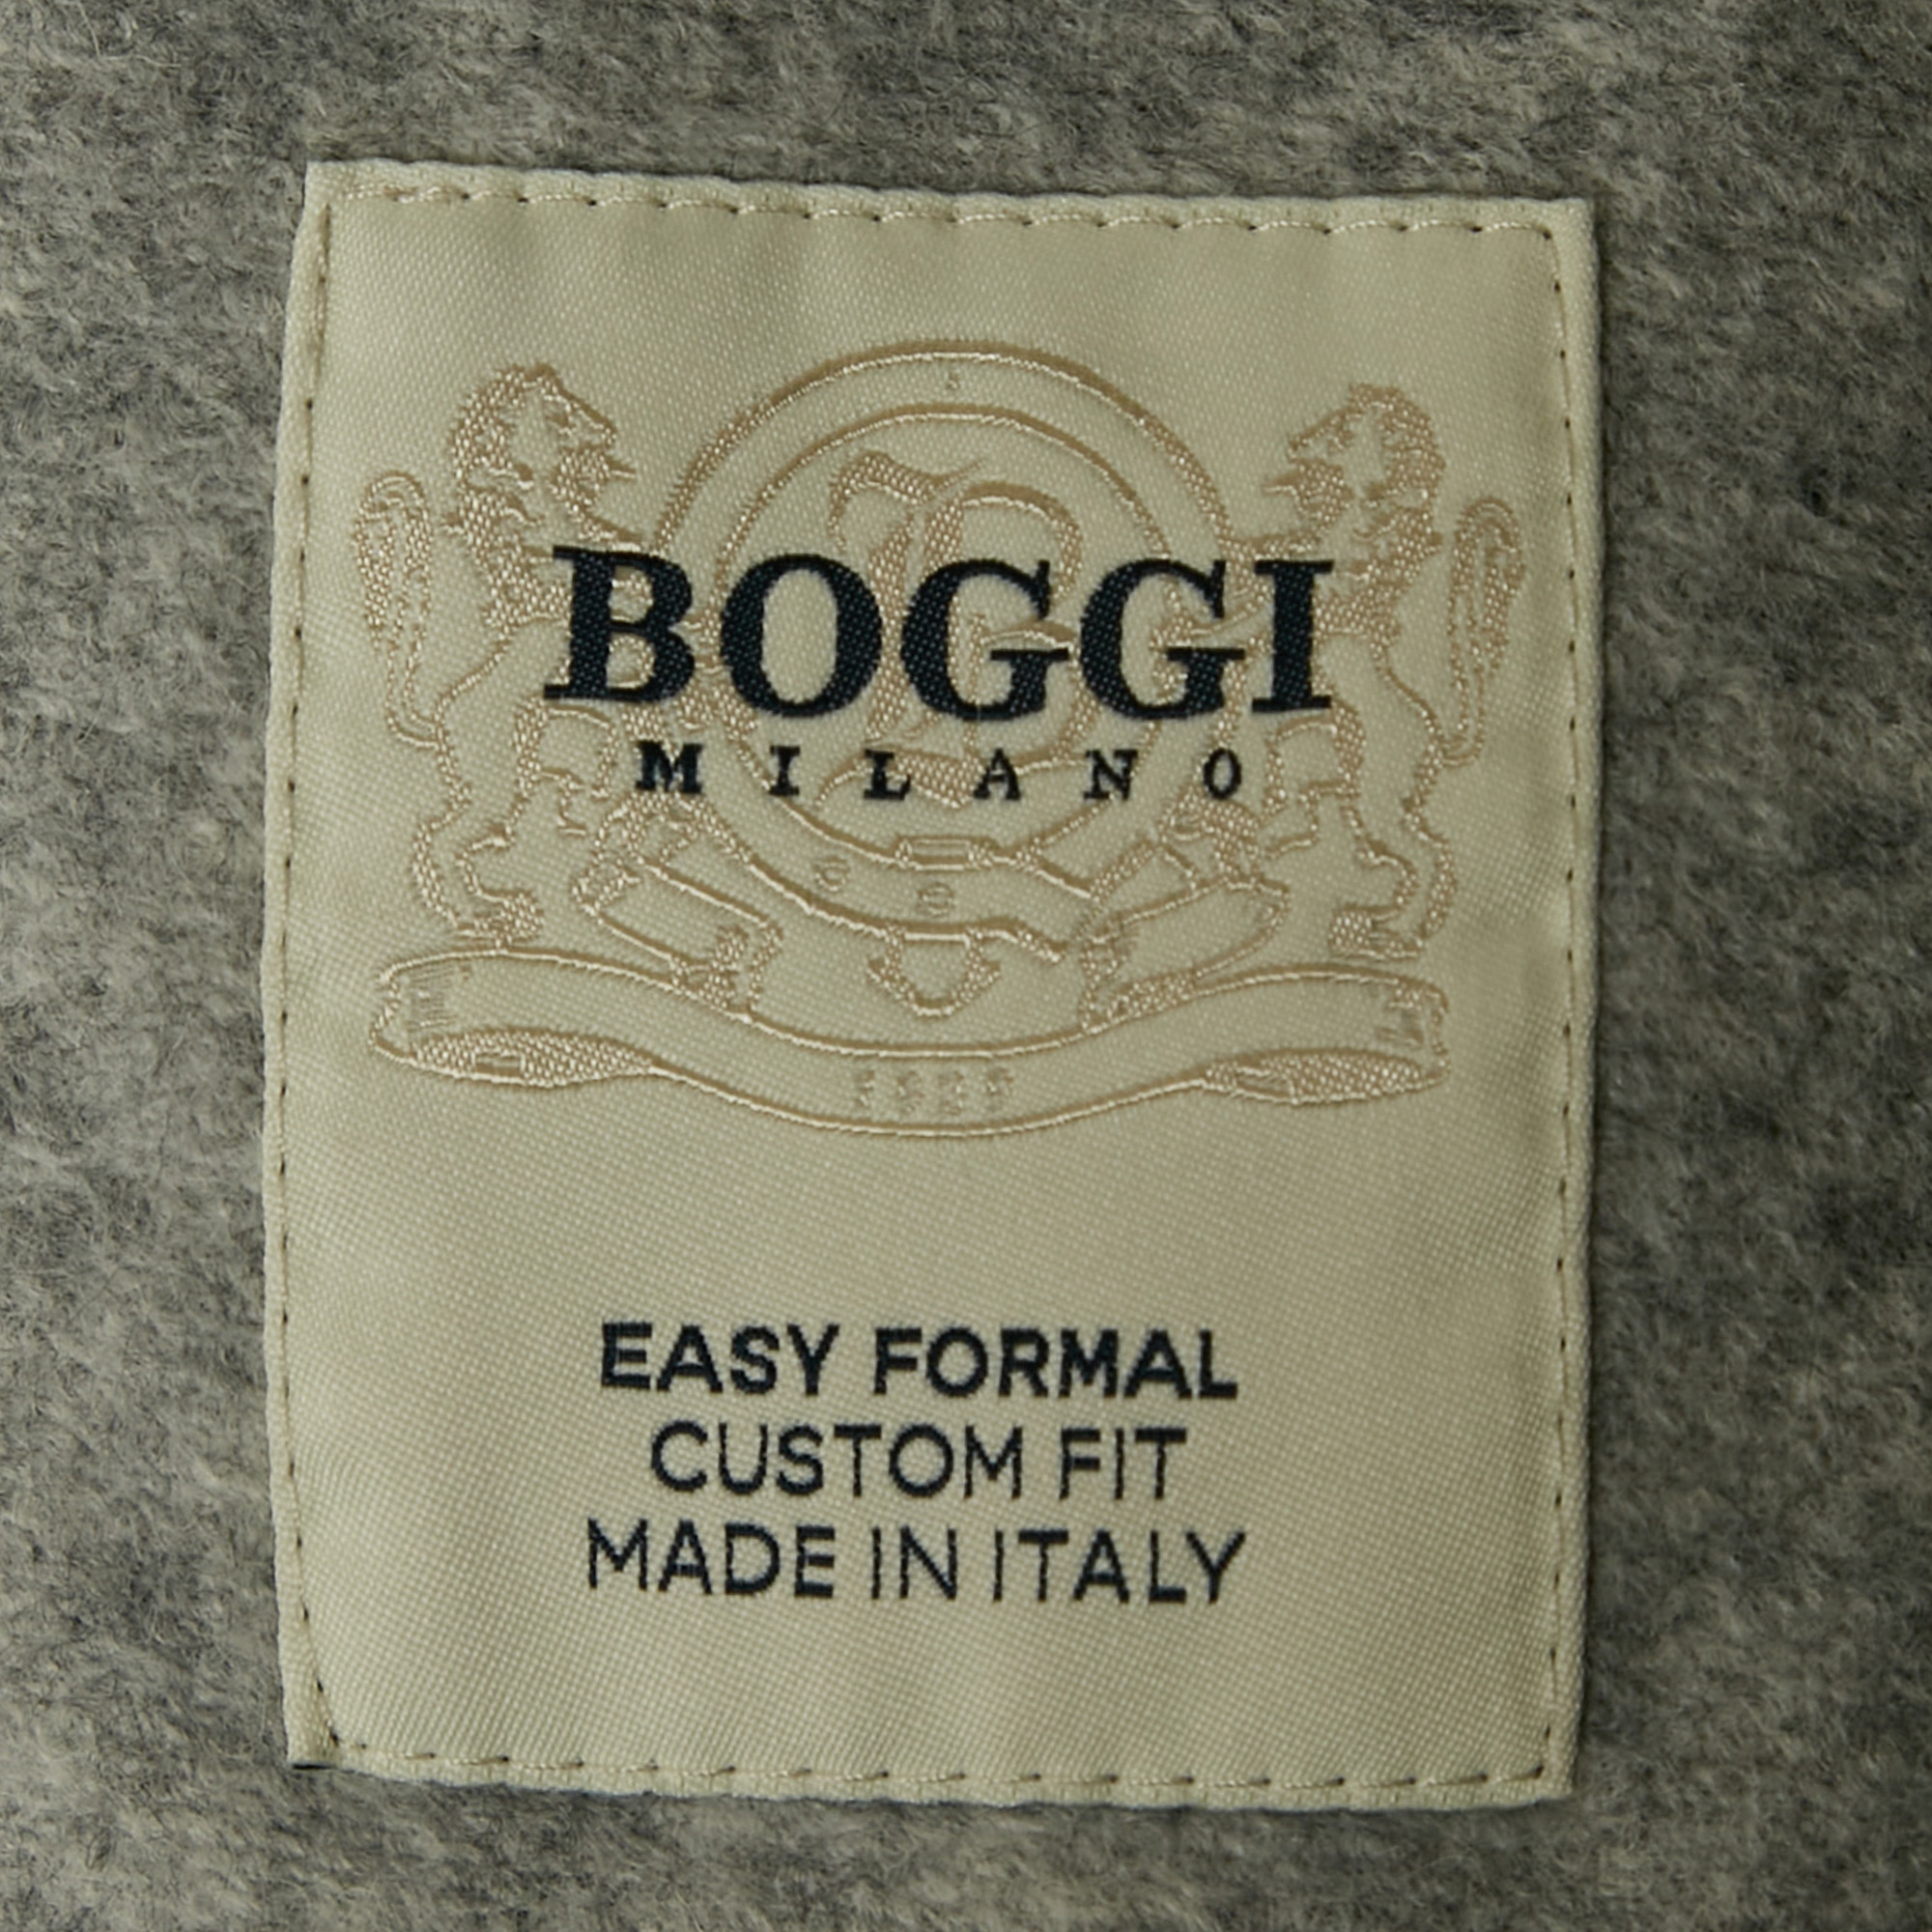 BOGGI
MILANO
EASY FORMAL
CUSTOM FIT
MADE IN ITALY